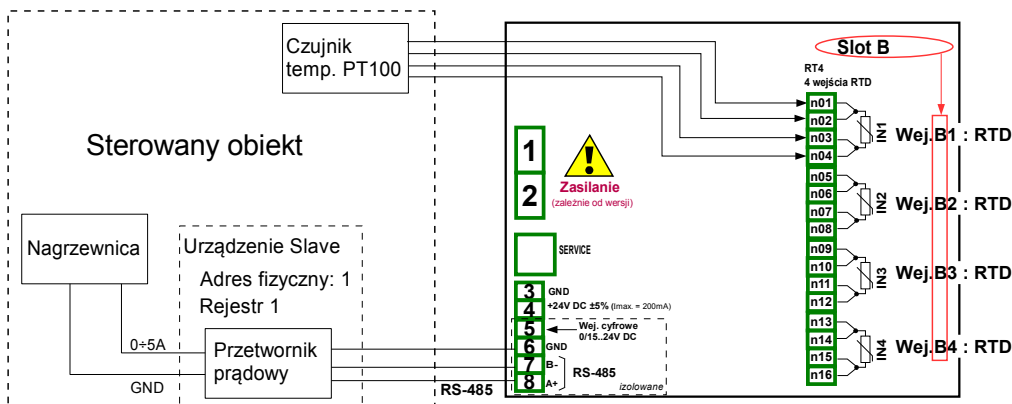 Czujnik
temp. PT100
Sterowany obiekt
Nagrzewnica
Urządzenie Slave
Adres fizyczny: 1
Rejestr 1
Przetwornik
prądowy
0÷5A
GND
RS-485
1
2
Zasilanie
(zależnie od wersji)
SERVICE
3 GND
4 +24V DC ±5% (Imax. = 200mA)
5 Wej. cyfrowe
0/15..24V DC
6 GND
7 B-
8 A+
RS-485
izolowane
Slot B
RT4
4 wejścia RTD
n01
n02
n03
n04
IN1
Wej.B1 : RTD
n05
n06
n07
n08
IN2
Wej.B2 : RTD
n09
n10
n11
n12
IN3
Wej.B3 : RTD
n13
n14
n15
n16
IN4
Wej.B4 : RTD